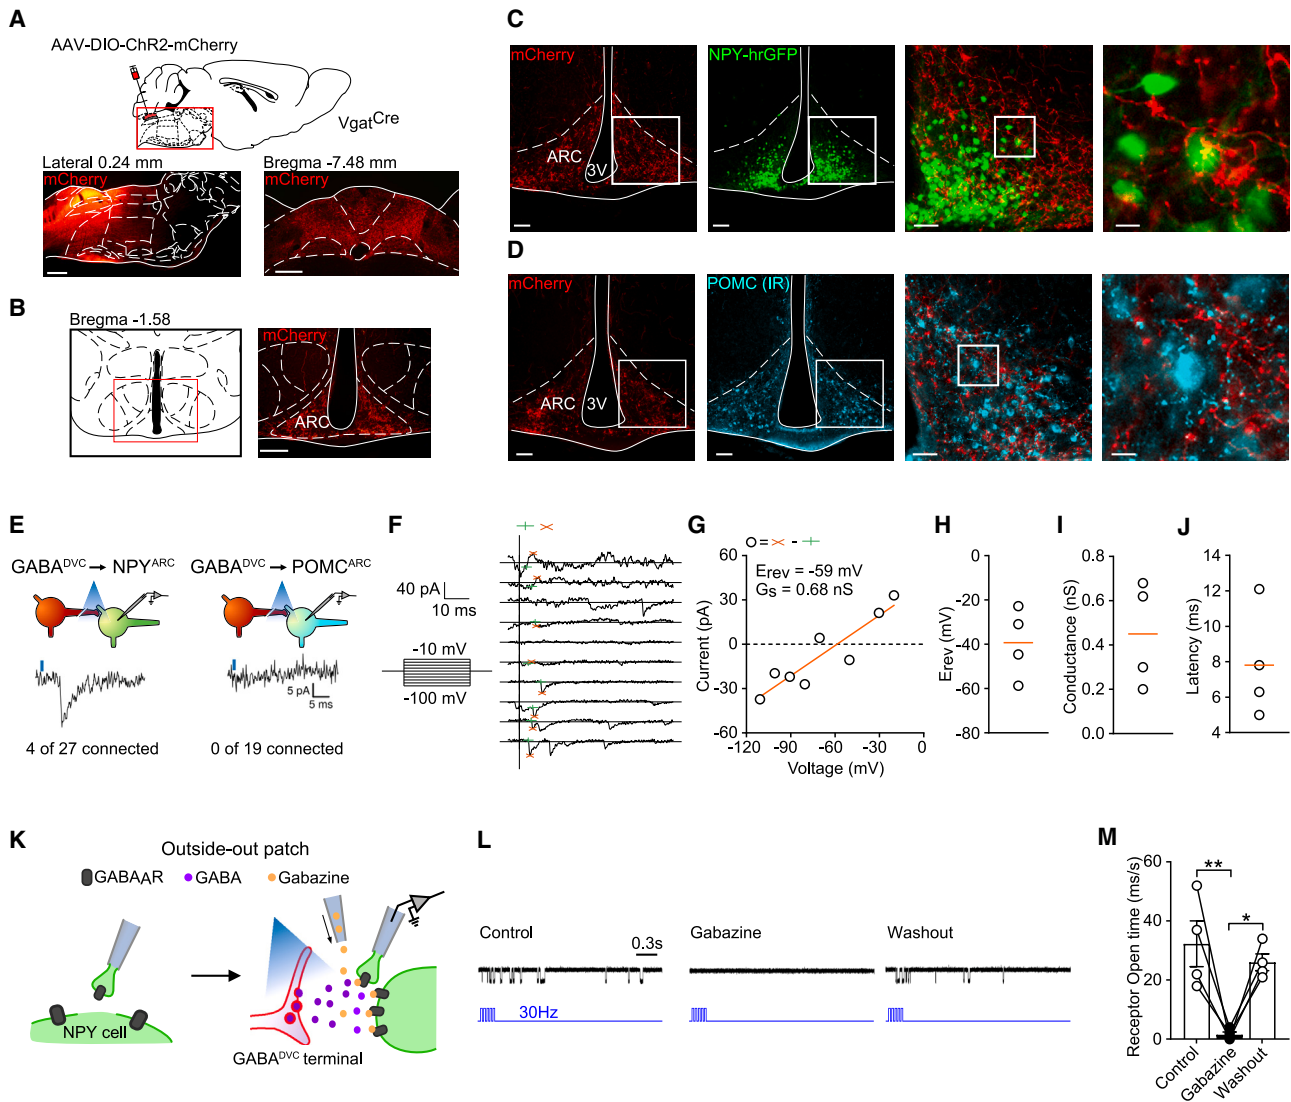 A
AAV-DIO-ChR2-mCherry
VgatCre
Lateral 0.24 mm
mCherry
Bregma -7.48 mm
mCherry
B
Bregma -1.58
mCherry
ARC
C
mCherry
ARC
3V
NPY-hrGFP
D
mCherry
ARC
3V
POMC (IR)
E
GABADVC → NPYARC
GABADVC → POMCARC
5 pA
5 ms
4 of 27 connected
0 of 19 connected
F
40 pA
10 ms
-10 mV
-100 mV
G
O = × - +
Erev = -59 mV
Gs = 0.68 nS
Current (pA)
60
30
0
-30
-60
-120
-90
-60
-30
0
Voltage (mV)
H
Erev (mV)
-0
-20
-40
-60
-80
I
Conductance (nS)
0.8
0.6
0.4
0.2
0.0
J
Latency (ms)
14
12
10
8
6
4
K
Outside-out patch
GABAAR
GABA
Gabazine
NPY cell
GABADVC terminal
L
Control
0.3s
Gabazine
Washout
30Hz
M
Receptor Open time (ms/s)
60
40
20
0
**
*
Control
Gabazine
Washout